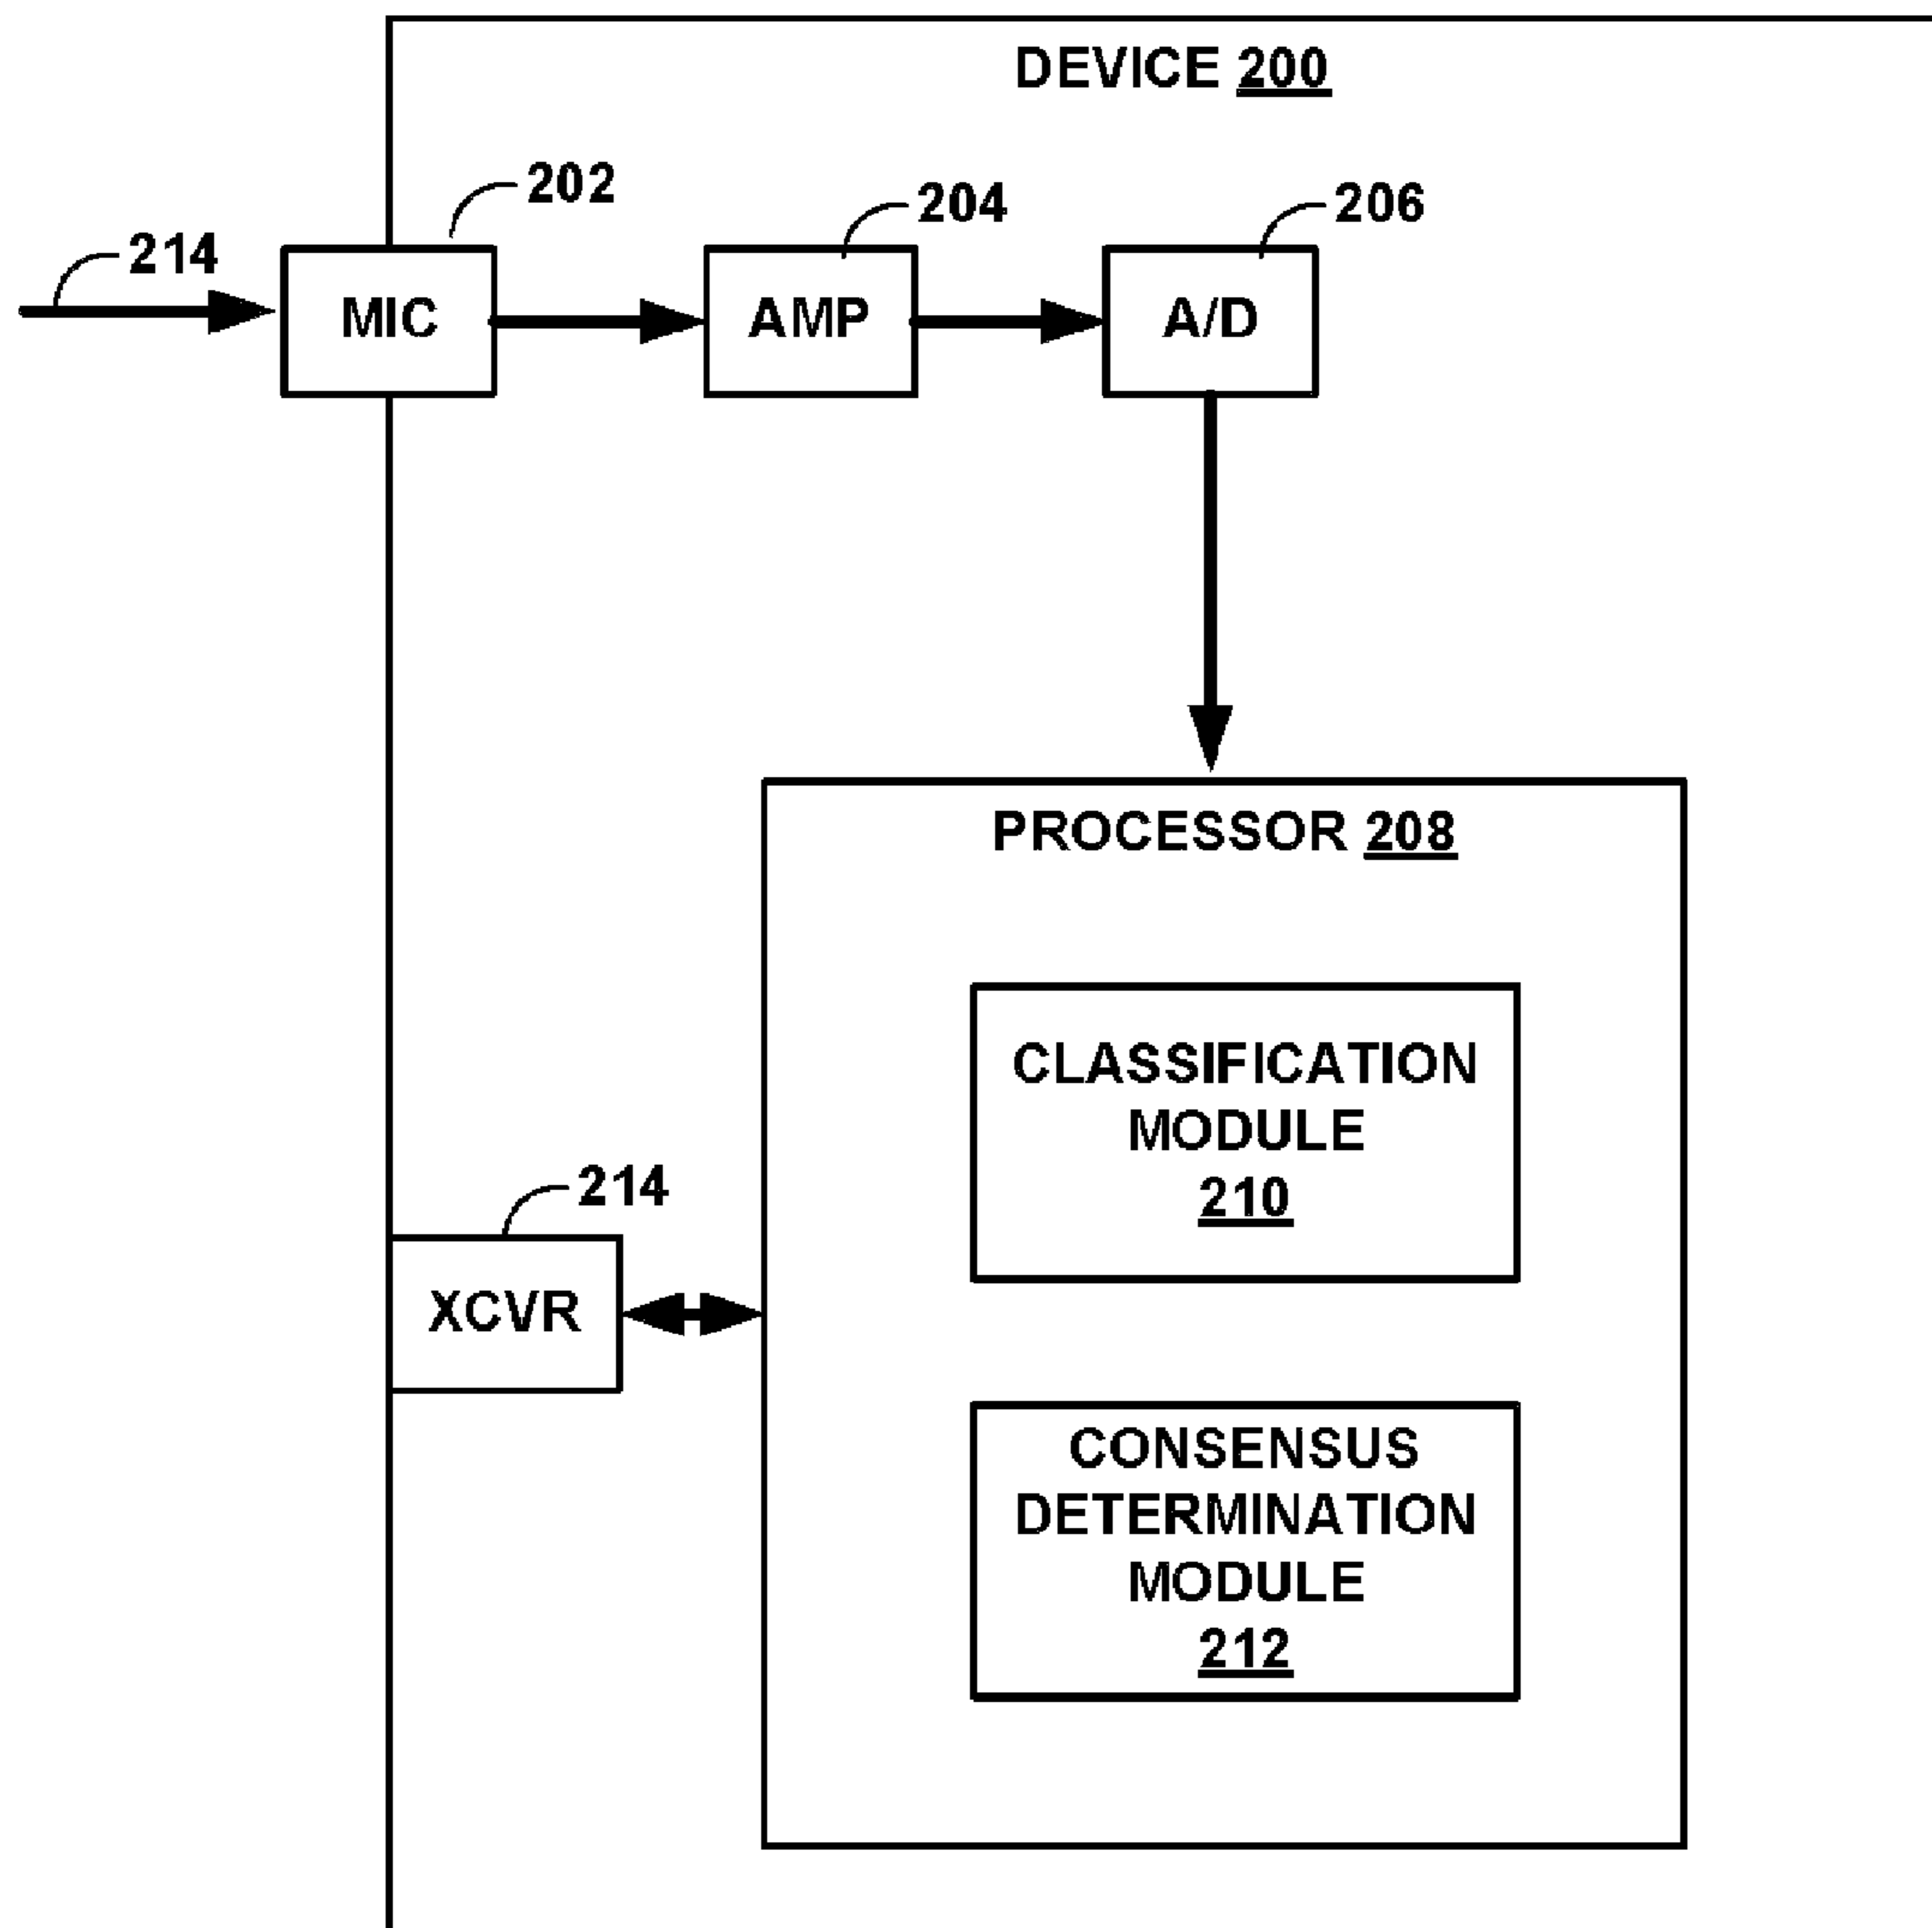 DEVICE 200
202
204
206
214
MIC
AMP
A/D
PROCESSOR 208
CLASSIFICATION
MODULE
210
214
XCVR
CONSENSUS
DETERMINATION
MODULE
212